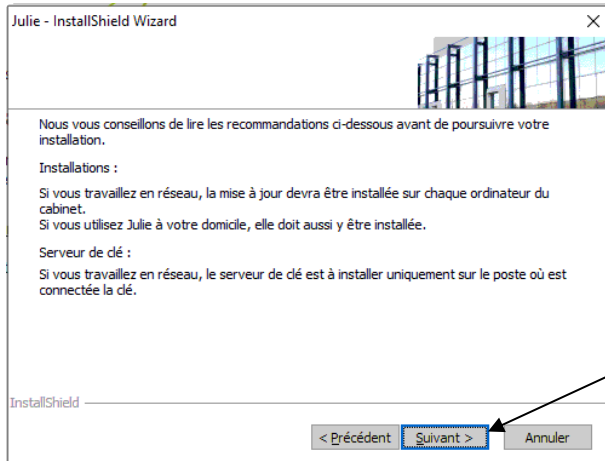 Julie - InstallShield Wizard
Nous vous conseillons de lire les recommandations ci-dessous avant de poursuivre votre
installation.
Installations :
Si vous travaillez en réseau, la mise à jour devra être installée sur chaque ordinateur du
cabinet.
Si vous utilisez Julie à votre domicile, elle doit aussi y être installée.
Serveur de clé :
Si vous travaillez en réseau, le serveur de clé est à installer uniquement sur le poste où est
connectée la clé.
InstallShield
< Précédent Suivant > Annuler